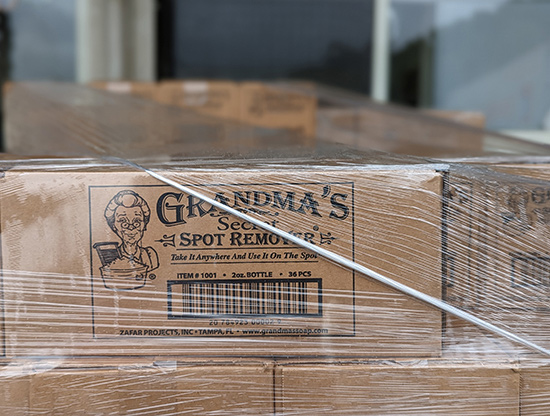 GRANDMA'S
SPOT REMOVER
Take It Anywhere And Use It On The Spot
ITEM # 1001 • 2oz. BOTTLE • 36 PCS
ZAFAR PROJECTS, INC • TAMPA, FL • www.grandmassoap.com